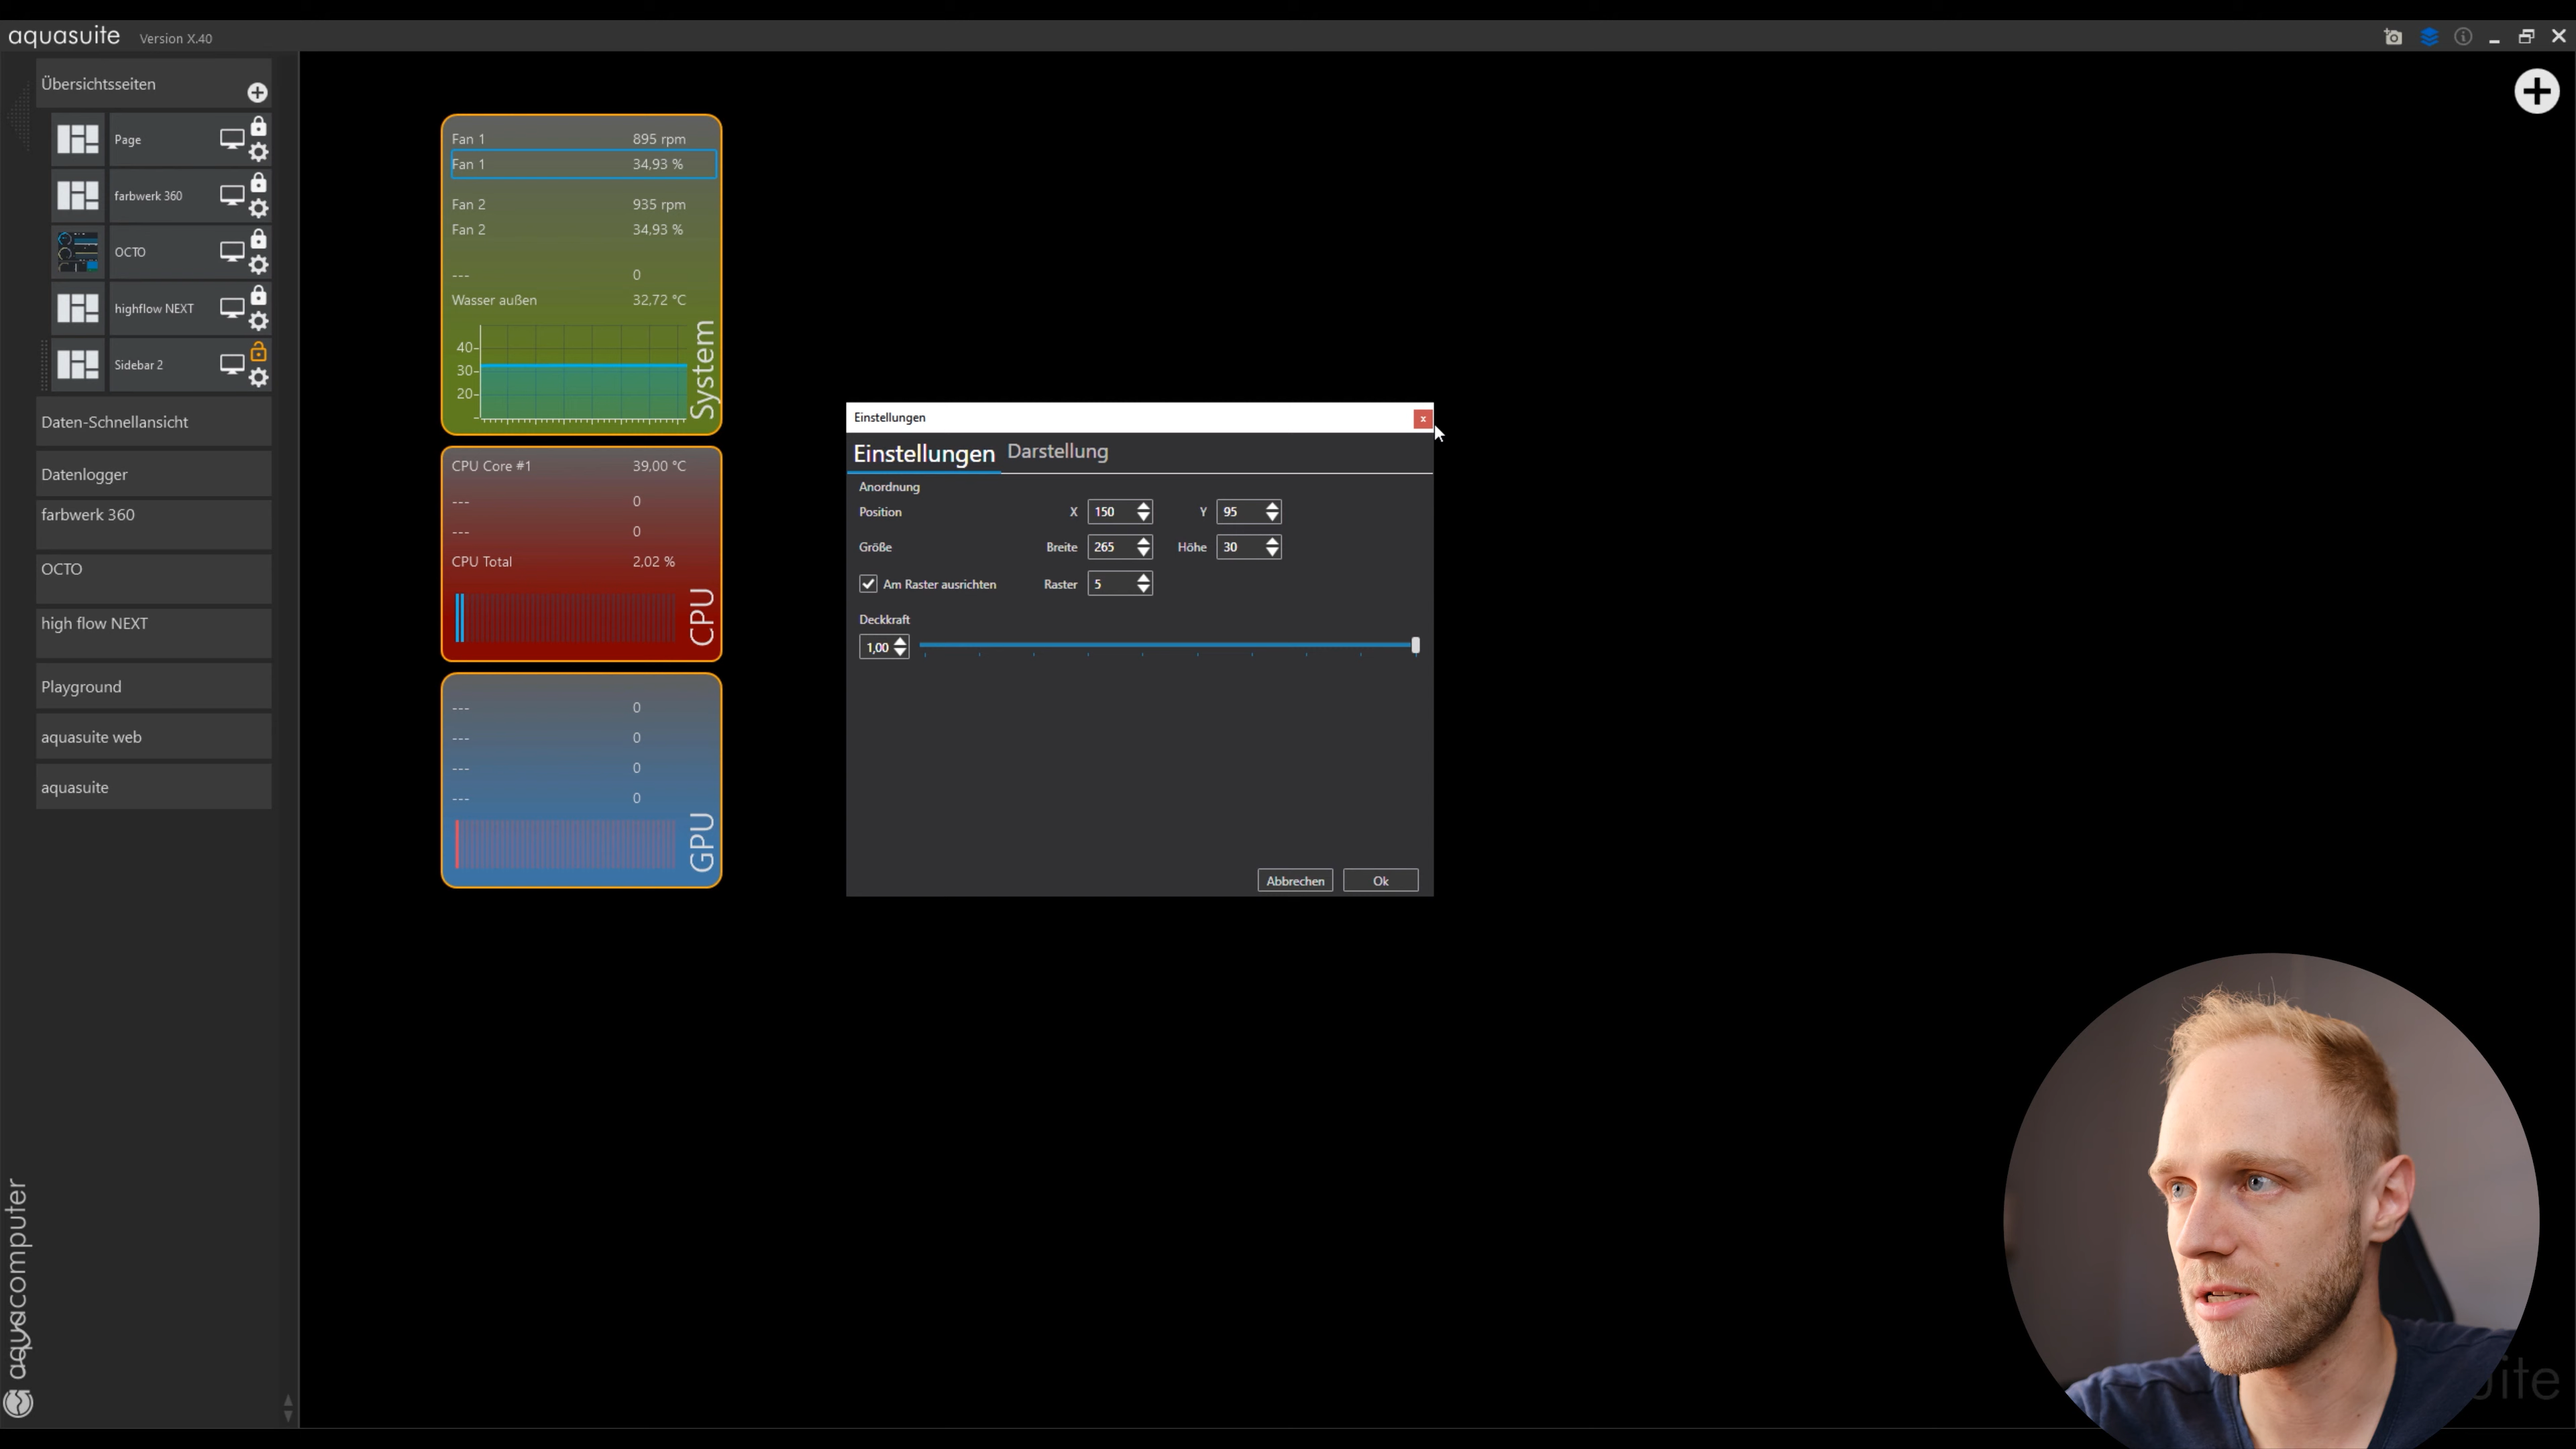 aquasuite Version X.40
Übersichtsseiten
Page
farbwerk 360
OCTO
highflow NEXT
Sidebar 2
Daten-Schnellansicht
Datenlogger
farbwerk 360
OCTO
high flow NEXT
Playground
aquasuite web
aquasuite
aquacomputer
Fan 1 895 rpm
Fan 1 34,93 %
Fan 2 935 rpm
Fan 2 34,93 %
--- 0
Wasser außen 32,72 °C
40
30
20
System
CPU Core #1 39,00 °C
--- 0
--- 0
CPU Total 2,02 %
CPU
--- 0
--- 0
--- 0
--- 0
GPU
Einstellungen
Einstellungen Darstellung
Anordnung
Position X 150 Y 95
Größe Breite 265 Höhe 30
Am Raster ausrichten Raster 5
Deckkraft
1,00
Abbrechen Ok